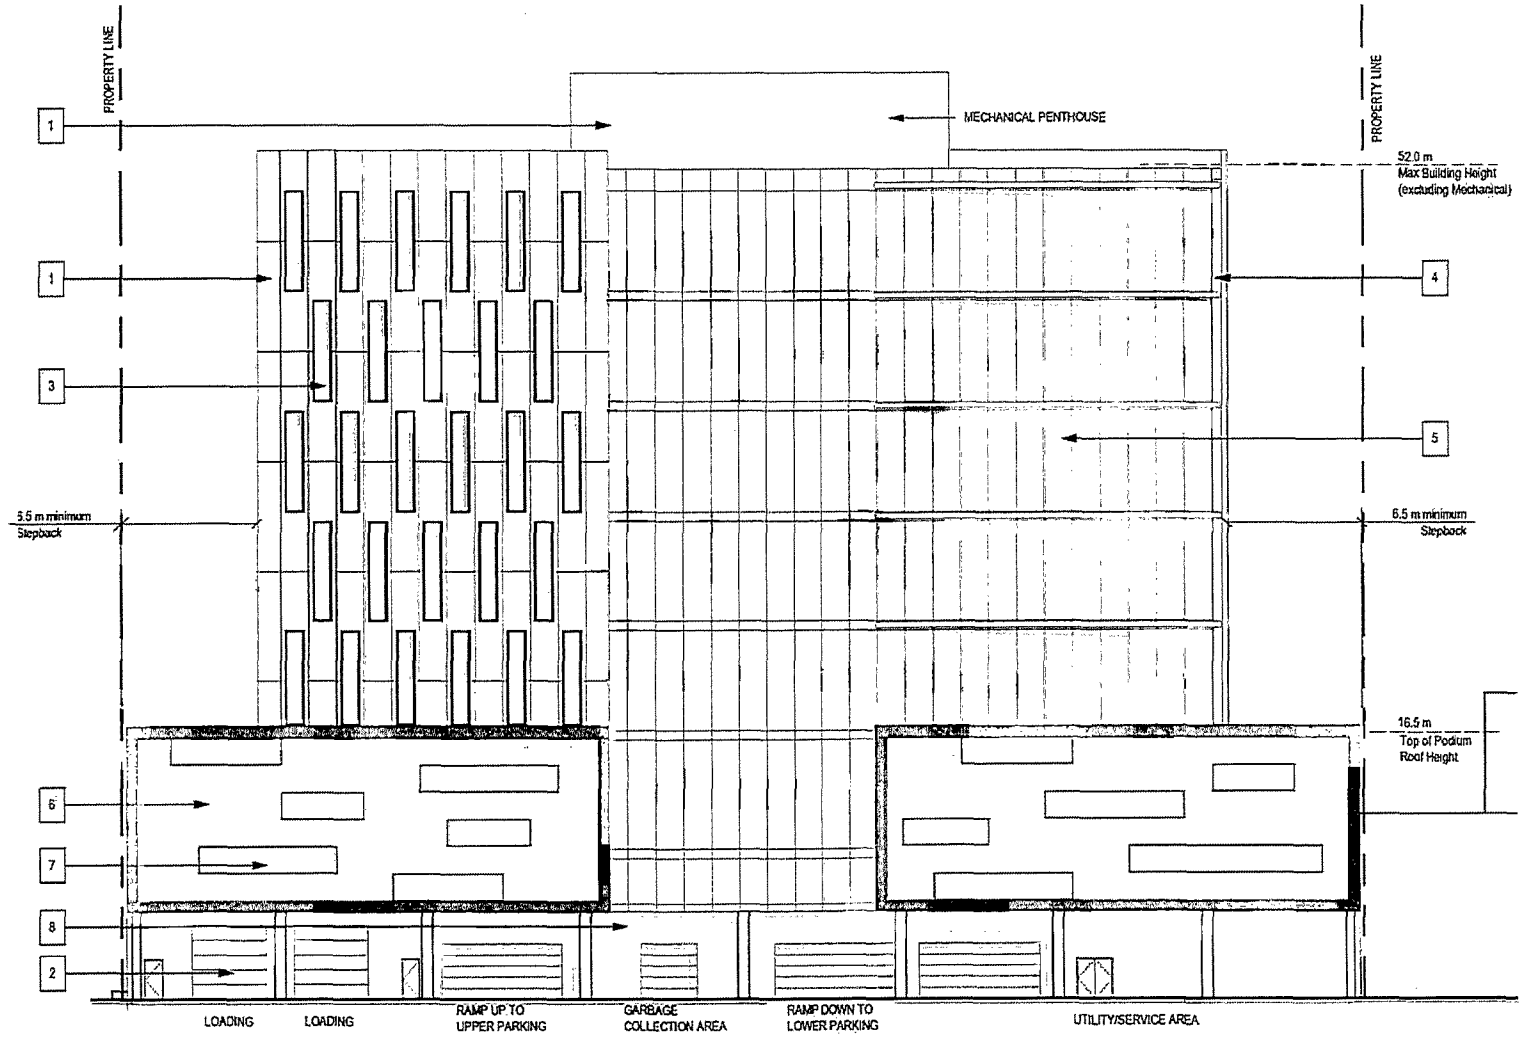 PROPERTY LINE
PROPERTY LINE
1
MECHANICAL PENTHOUSE
52.0 m
Max Building Height
(excluding Mechanical)
1
4
3
5
6.5 m minimum
Stepback
6.5 m minimum
Stepback
16.5 m
Top of Podium
Roof Height
6
7
8
2
LOADING
LOADING
RAMP UP TO
UPPER PARKING
GARBAGE
COLLECTION AREA
RAMP DOWN TO
LOWER PARKING
UTILITY/SERVICE AREA